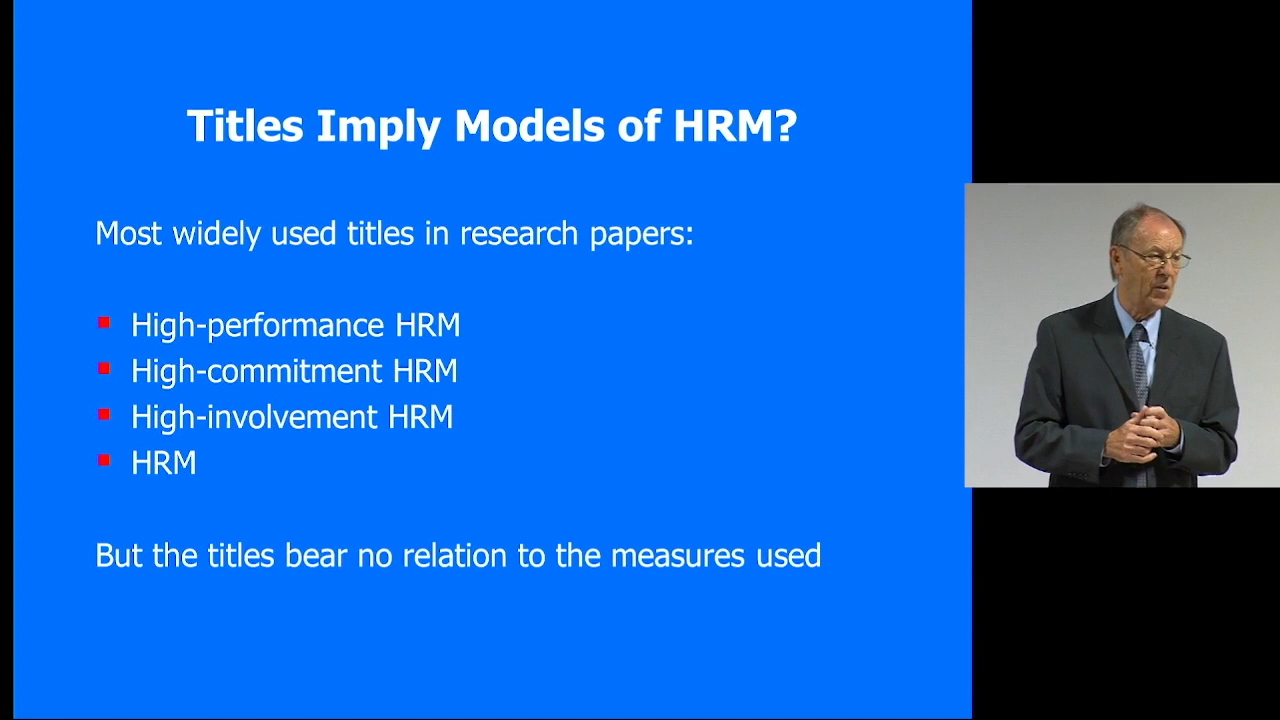 Titles Imply Models of HRM?
Most widely used titles in research papers:
High-performance HRM
High-commitment HRM
High-involvement HRM
HRM
But the titles bear no relation to the measures used